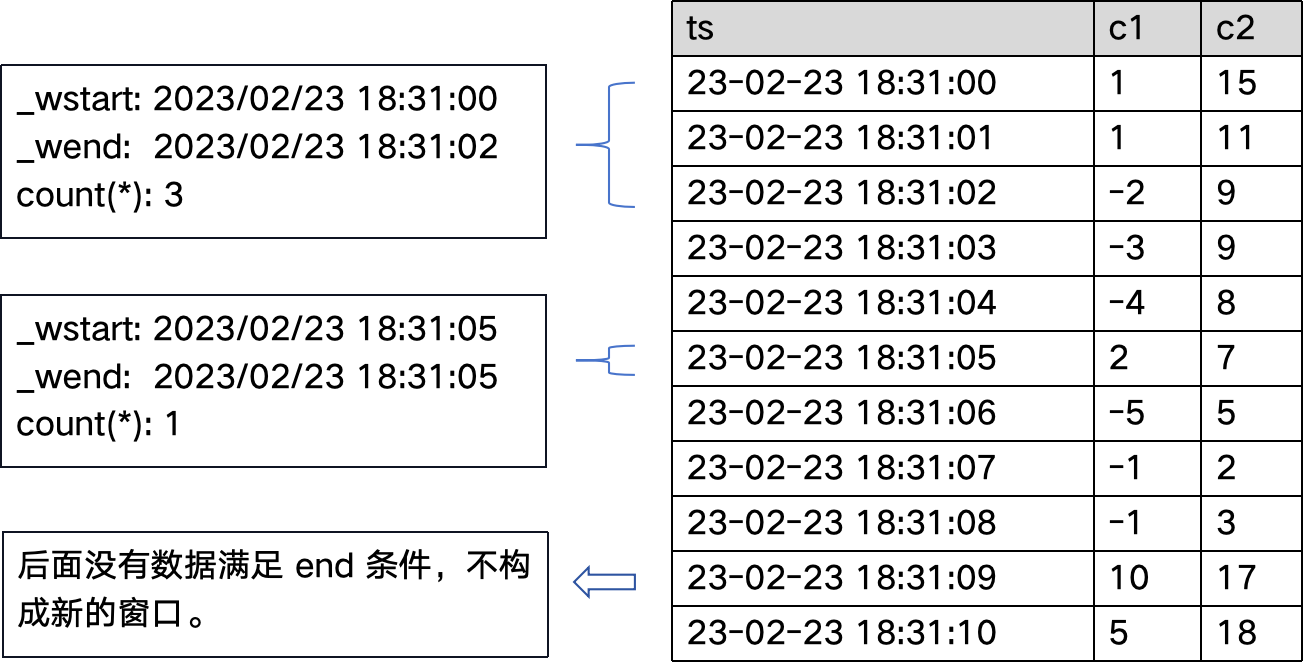 _wstart: 2023/02/23 18:31:00
_wend: 2023/02/23 18:31:02
count(*): 3
_wstart: 2023/02/23 18:31:05
_wend: 2023/02/23 18:31:05
count(*): 1
后面没有数据满足 end 条件，不构
成新的窗口。
ts c1 c2
23-02-23 18:31:00 1 15
23-02-23 18:31:01 1 11
23-02-23 18:31:02 -2 9
23-02-23 18:31:03 -3 9
23-02-23 18:31:04 -4 8
23-02-23 18:31:05 2 7
23-02-23 18:31:06 -5 5
23-02-23 18:31:07 -1 2
23-02-23 18:31:08 -1 3
23-02-23 18:31:09 10 17
23-02-23 18:31:10 5 18